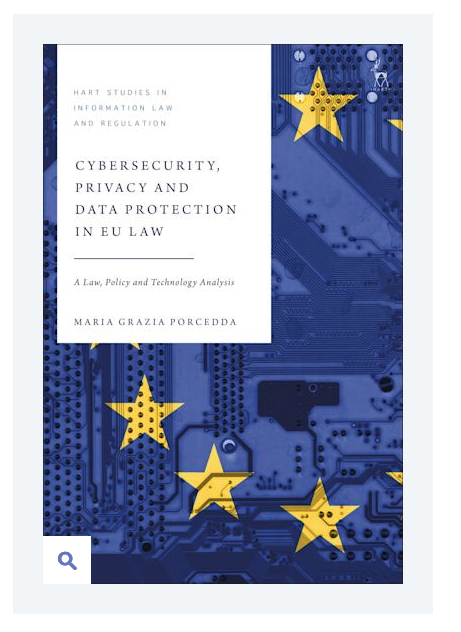 HART STUDIES IN
INFORMATION LAW
AND REGULATION
CYBERSECURITY,
PRIVACY AND
DATA PROTECTION
IN EU LAW
A Law, Policy and Technology Analysis
MARIA GRAZIA PORCEDDA
HART